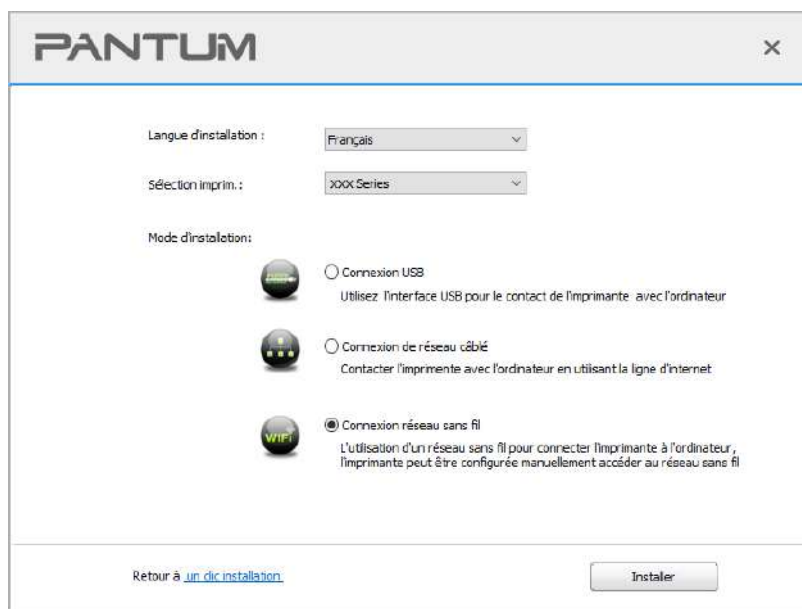 PANTUM
Langue d'installation :
Français
Sélection imprim. :
xxx Series
Mode d'installation:
Connexion USB
Utilisez l'interface USB pour le contact de l'imprimante avec l'ordinateur
Connexion de réseau câblé
Contacter l'imprimente avec l'ordinateur en utilisant la ligne d'internet
WiFi
Connexion réseau sans fil
L'utilisation d'un réseau sans fil pour connecter l'imprimante à l'ordinateur,
l'imprimante peut être configurée manuellement accéder au réseau sans fil
Retour à un clic installation
Installer